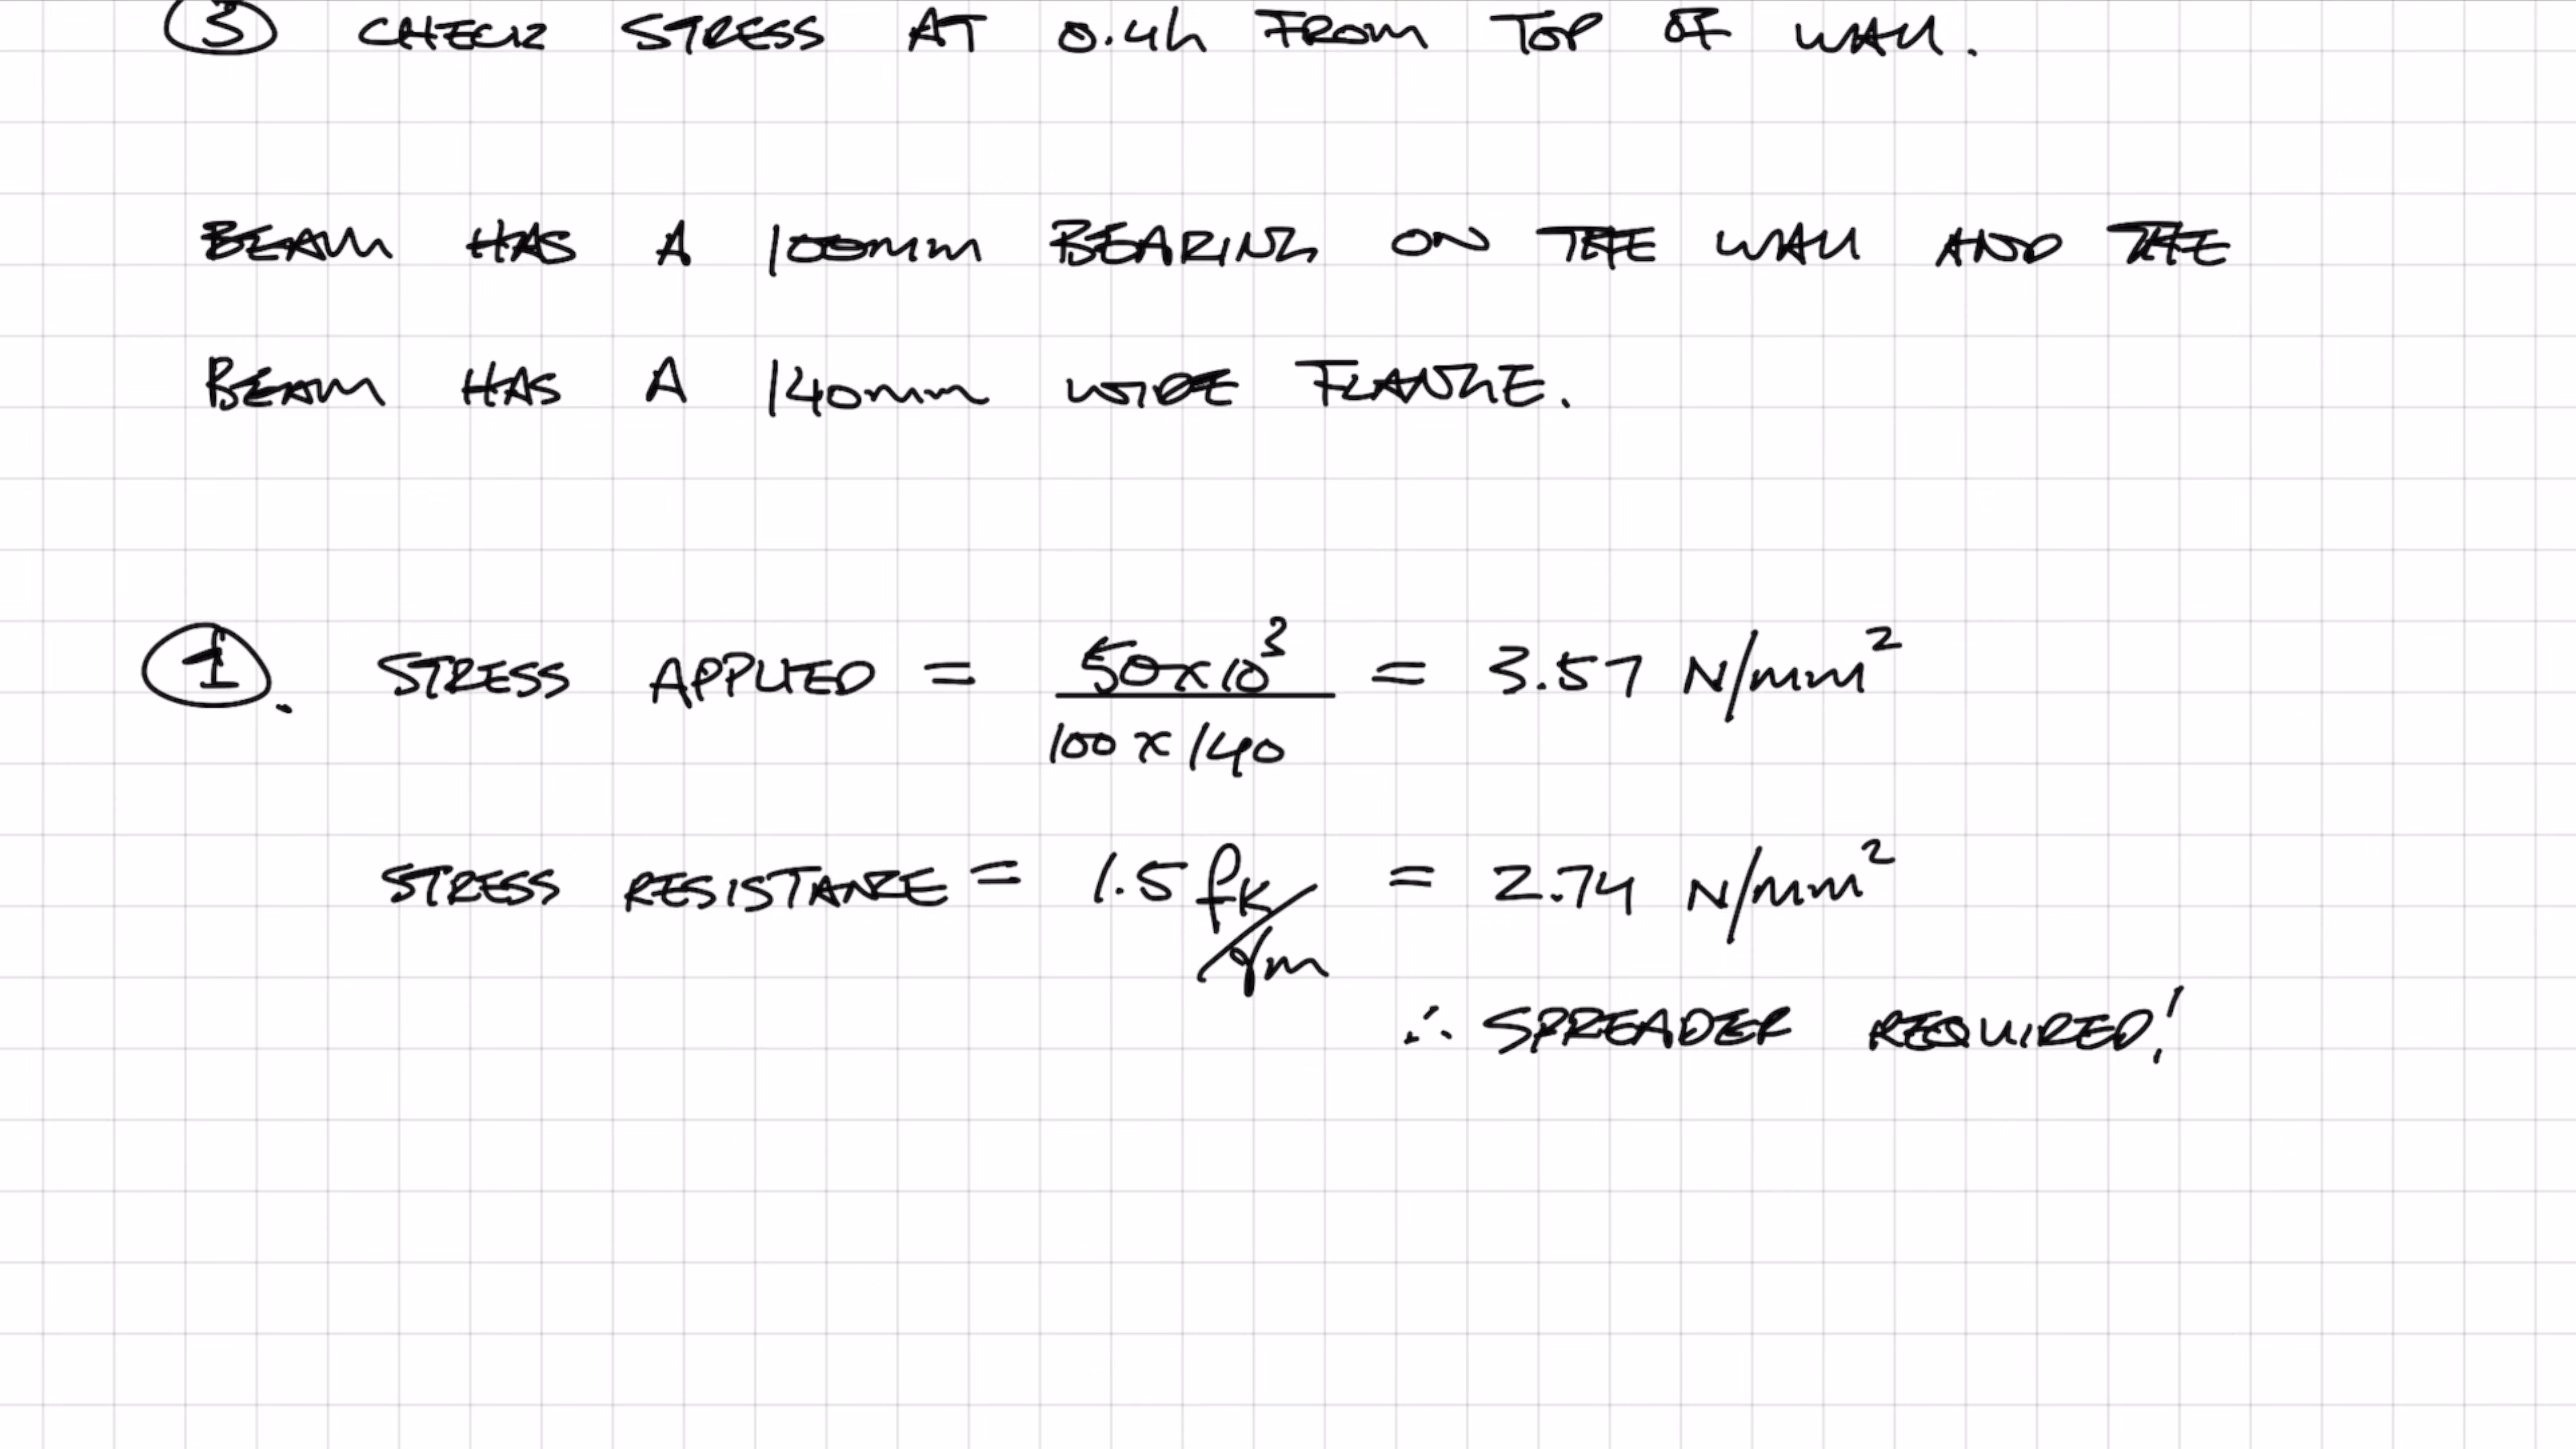 ③ CHECK STRESS AT 0.4h FROM TOP OF WALL.
BEAM HAS A 100mm BEARING ON THE WALL AND THE
BEAM HAS A 140mm WIDE FLANGE.
①. STRESS APPLIED = 50x10³ / 100 x 140 = 3.57 N/mm²
STRESS RESISTANCE = 1.5 fk/γm = 2.74 N/mm²
∴ SPREADER REQUIRED!